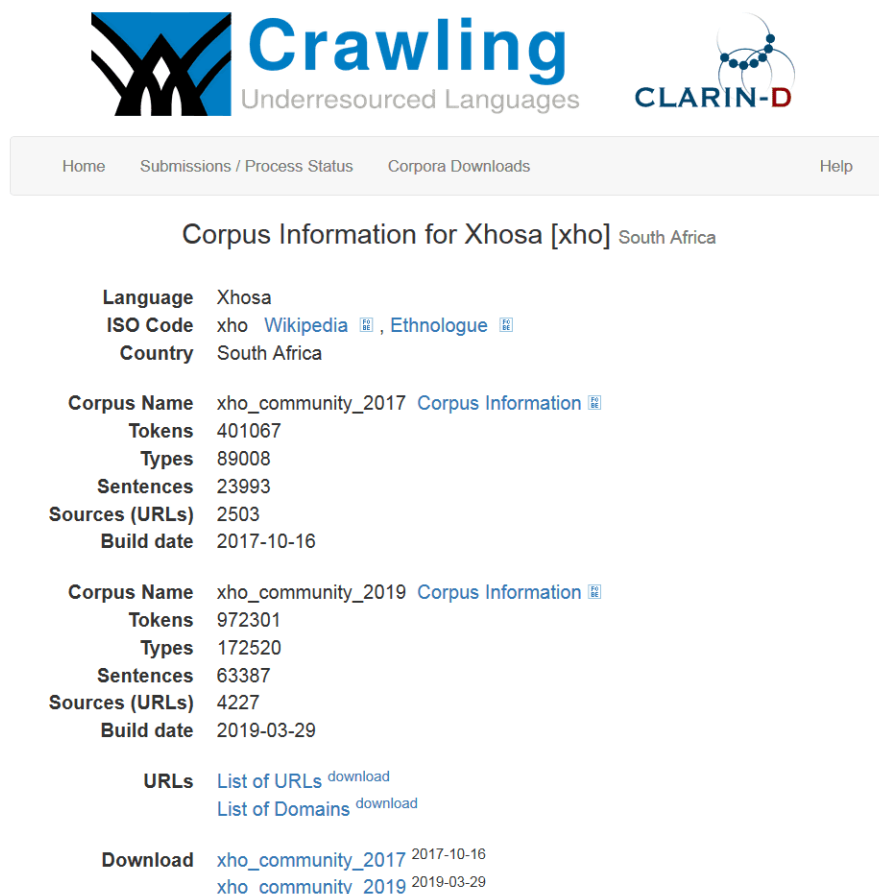 Crawling
Underresourced Languages
CLARIN-D
Home Submissions / Process Status Corpora Downloads Help
Corpus Information for Xhosa [xho] South Africa
Language Xhosa
ISO Code xho Wikipedia , Ethnologue
Country South Africa
Corpus Name xho_community_2017 Corpus Information
Tokens 401067
Types 89008
Sentences 23993
Sources (URLs) 2503
Build date 2017-10-16
Corpus Name xho_community_2019 Corpus Information
Tokens 972301
Types 172520
Sentences 63387
Sources (URLs) 4227
Build date 2019-03-29
URLs List of URLs download
List of Domains download
Download xho_community_2017 2017-10-16
xho_community_2019 2019-03-29